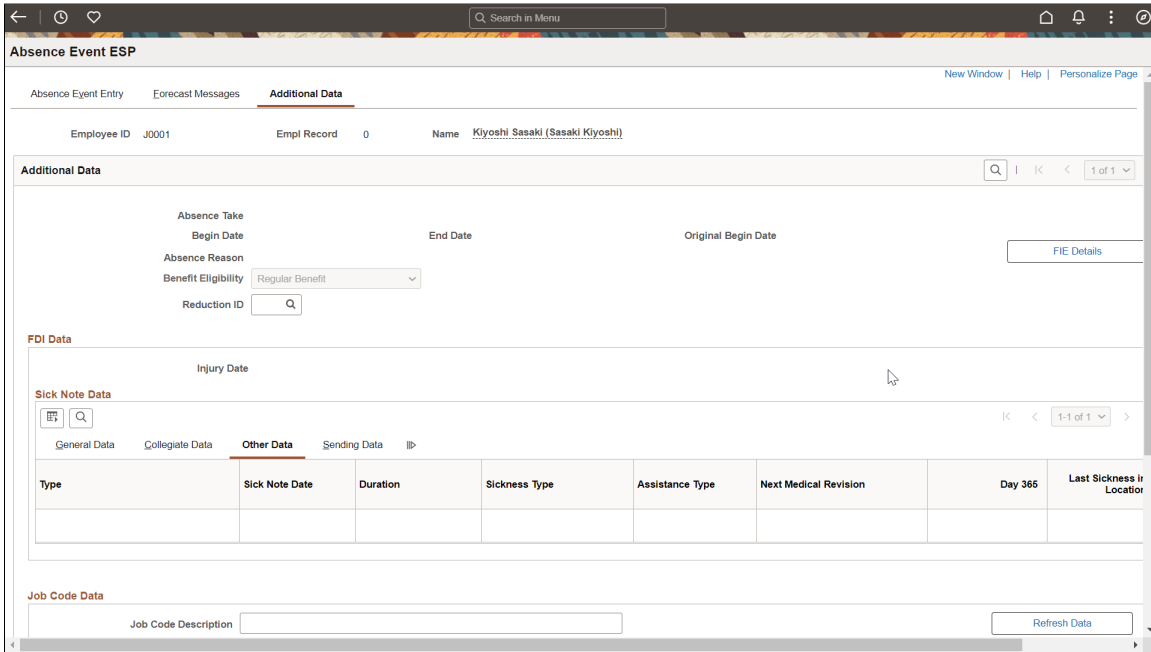 Search in Menu
Absence Event ESP
New Window | Help | Personalize Page
Absence Event Entry Forecast Messages Additional Data
Employee ID J0001 Empl Record 0 Name Kiyoshi Sasaki (Sasaki Kiyoshi)
Additional Data 1 of 1
Absence Take
Begin Date End Date Original Begin Date
FIE Details
Absence Reason
Benefit Eligibility Regular Benefit
Reduction ID
FDI Data
Injury Date
Sick Note Data
1-1 of 1
General Data Collegiate Data Other Data Sending Data
Type Sick Note Date Duration Sickness Type Assistance Type Next Medical Revision Day 365 Last Sickness in
Location
Job Code Data
Job Code Description Refresh Data